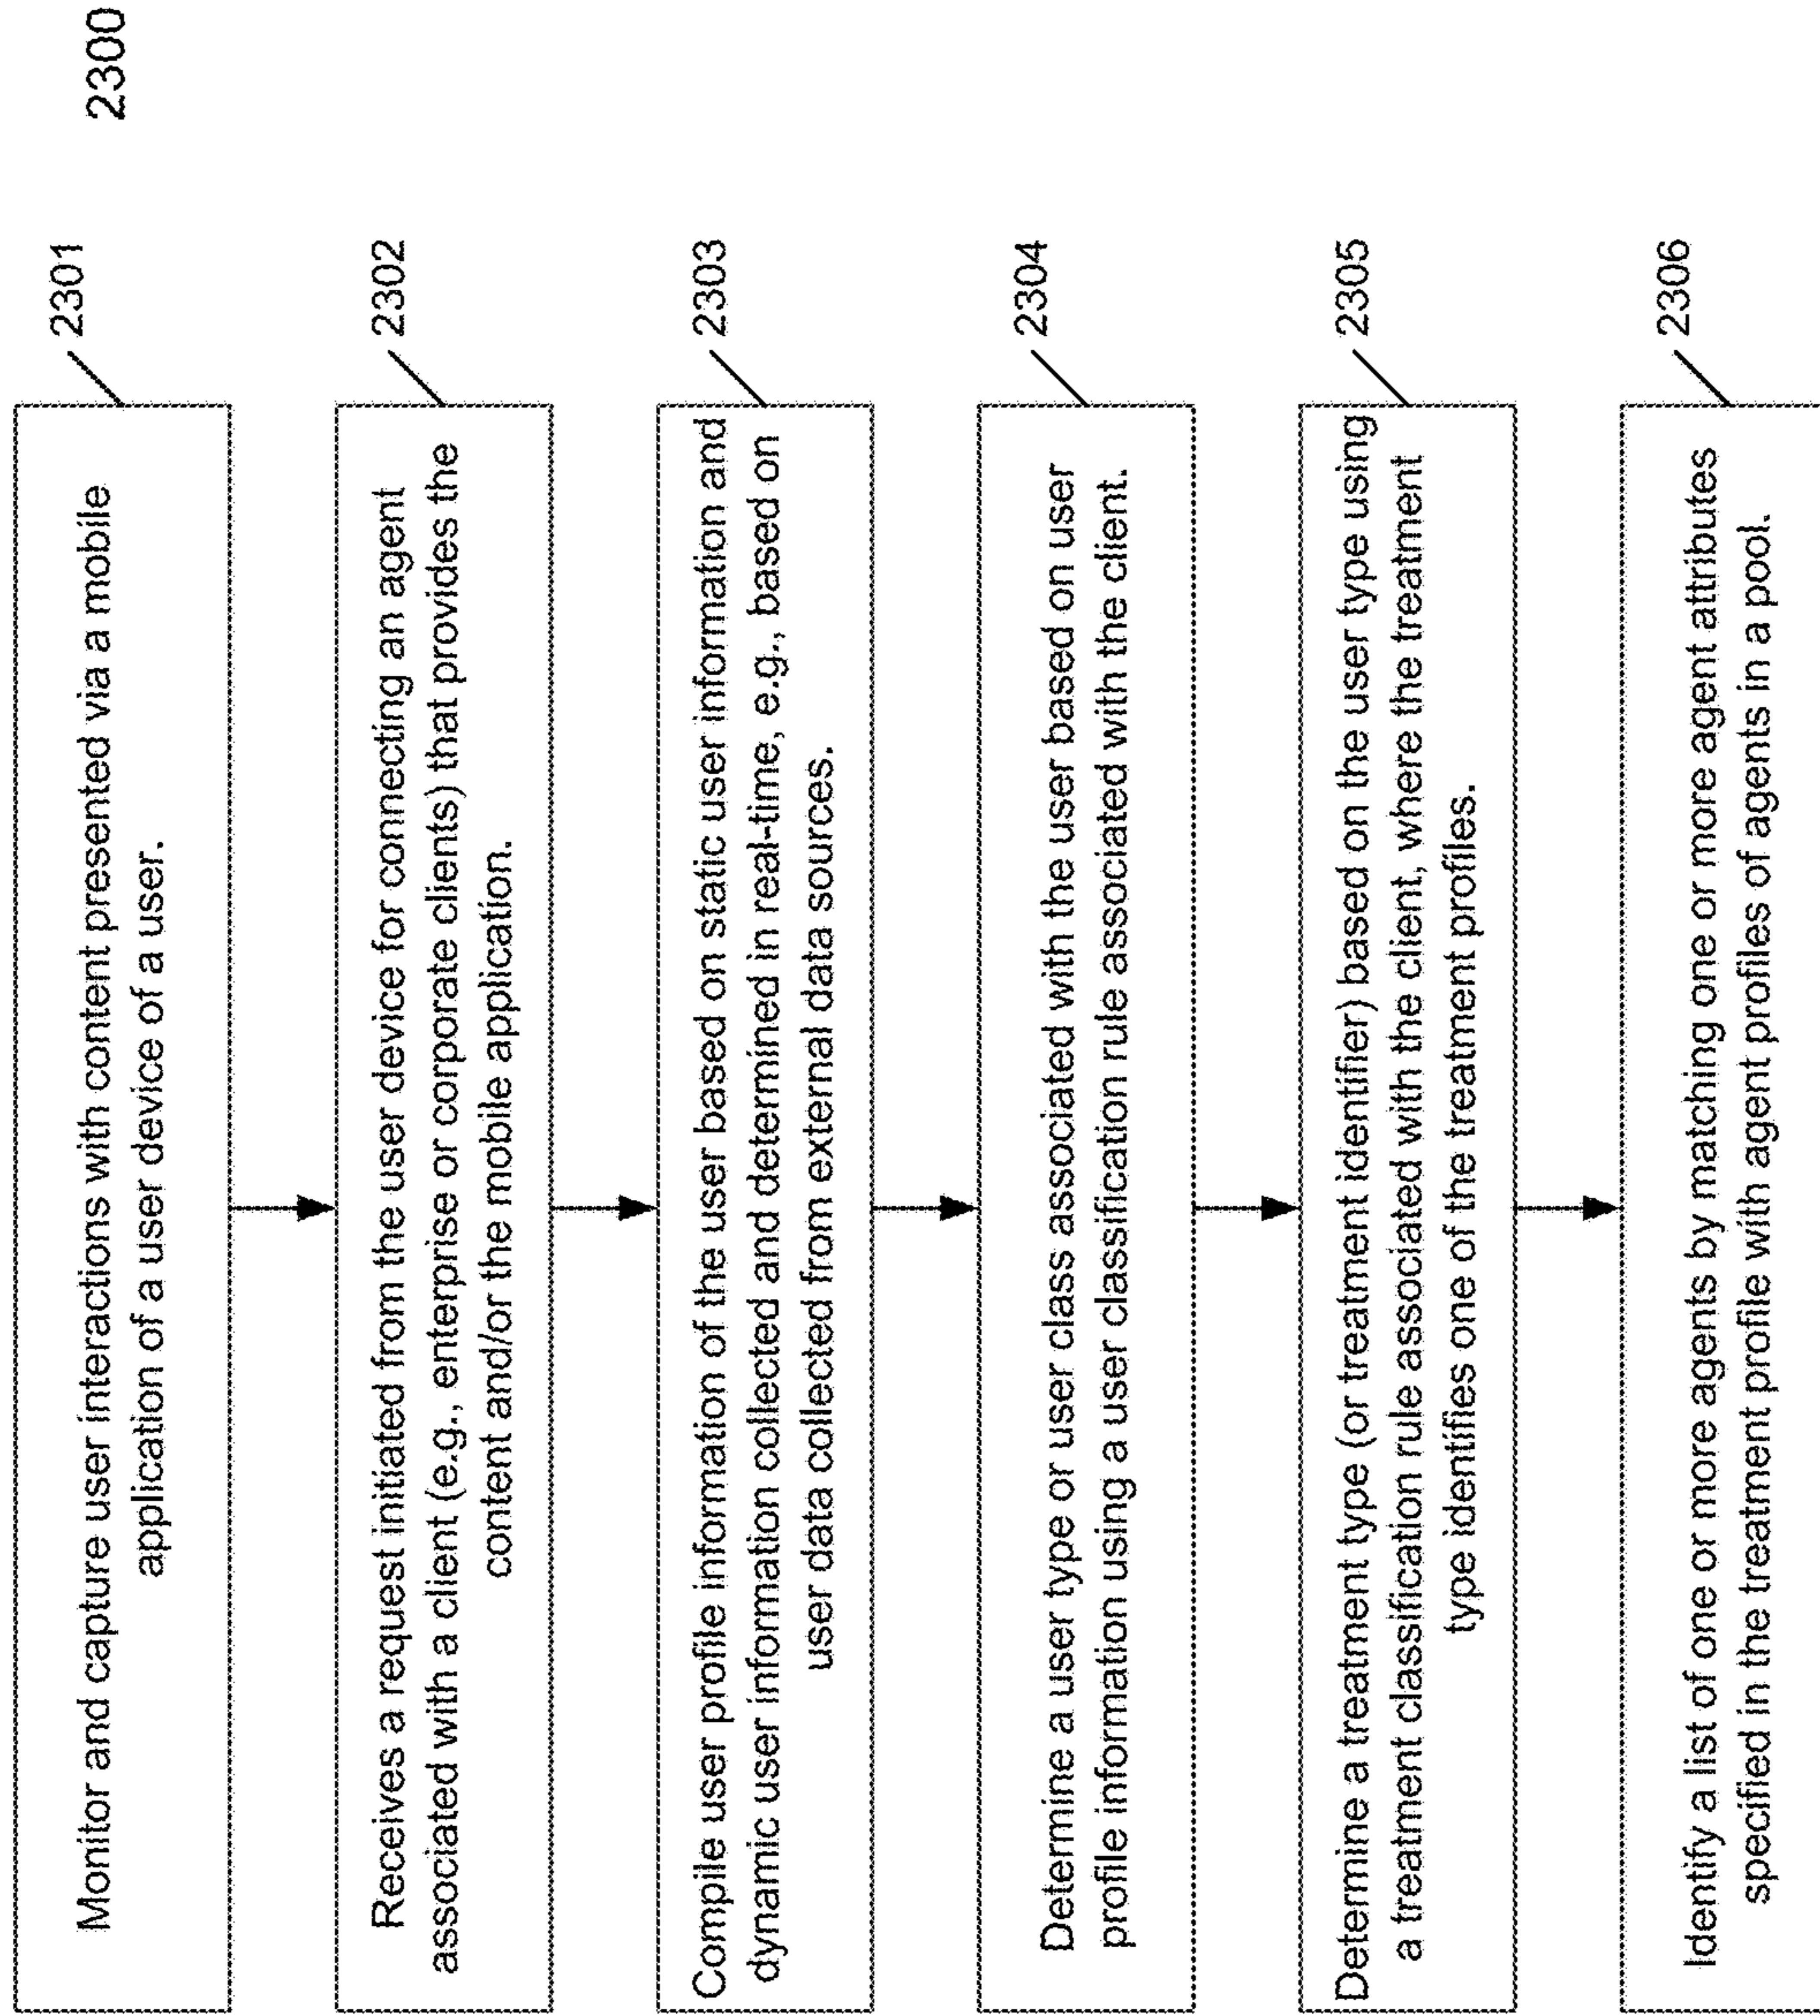 2300
2301
Monitor and capture user interactions with content presented via a mobile
application of a user device of a user.
2302
Receives a request initiated from the user device for connecting an agent
associated with a client (e.g., enterprise or corporate clients) that provides the
content and/or the mobile application.
2303
Compile user profile information of the user based on static user information and
dynamic user information collected and determined in real-time, e.g., based on
user data collected from external data sources.
2304
Determine a user type or user class associated with the user based on user
profile information using a user classification rule associated with the client.
2305
Determine a treatment type (or treatment identifier) based on the user type using
a treatment classification rule associated with the client, where the treatment
type identifies one of the treatment profiles.
2306
Identify a list of one or more agents by matching one or more agent attributes
specified in the treatment profile with agent profiles of agents in a pool.